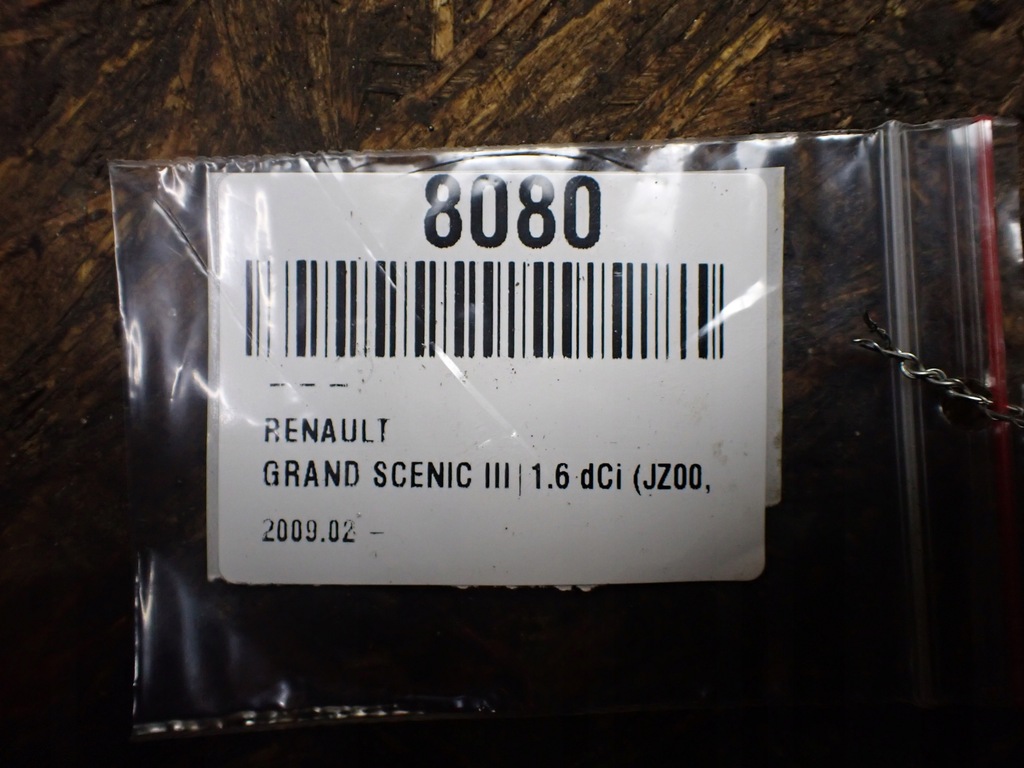 8080
- - -
RENAULT
GRAND SCENIC III | 1.6 dCi (JZ00,
2009.02 -